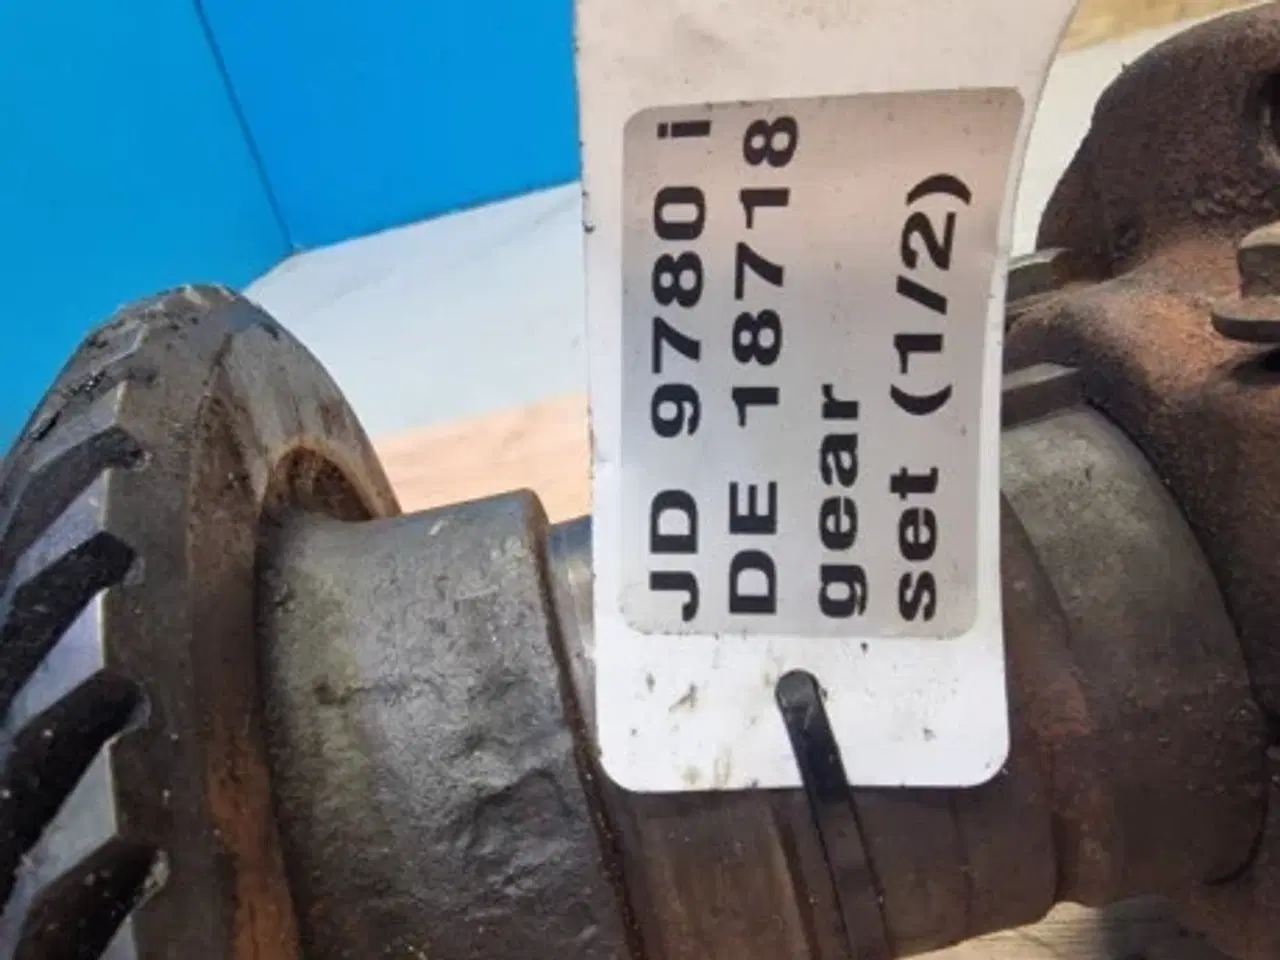 JD 9780 i
DE 18718
gear
set (1/2)